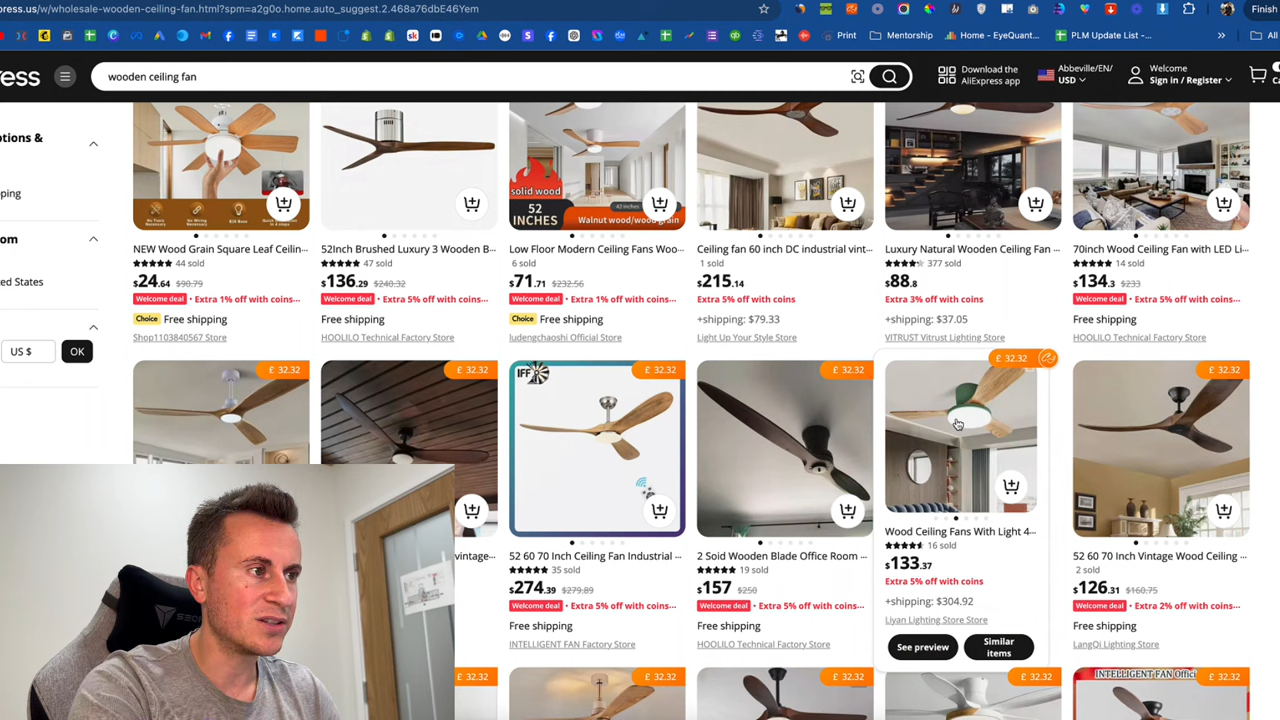 press.us/w/wholesale-wooden-ceiling-fan.html?spm=a2g0o.home.auto_suggest.2.468a76dbE46Yem
Finish
Print
Mentorship
Home - EyeQuant...
PLM Update List -...
»
All
ress
wooden ceiling fan
Download the
AliExpress app
Abbeville/EN/
USD
Welcome
Sign in / Register
ptions &
pping
om
ted States
US $
OK
No Tools
Necessary
No Wiring
Necessary
solid wood
52
INCHES
42 inches
Walnut wood/wood grain
NEW Wood Grain Square Leaf Ceilin...
44 sold
$24.64 $90.79
Welcome deal • Extra 1% off with coins...
Choice Free shipping
Shop1103840567 Store
52Inch Brushed Luxury 3 Wooden B...
47 sold
$136.29 $240.32
Welcome deal • Extra 5% off with coins...
Free shipping
HOOLILO Technical Factory Store
Low Floor Modern Ceiling Fans Woo...
6 sold
$71.71 $232.56
Welcome deal • Extra 1% off with coins...
Choice Free shipping
ludengchaoshi Official Store
Ceiling fan 60 inch DC industrial vint...
1 sold
$215.14
Extra 5% off with coins
+shipping: $79.33
Light Up Your Style Store
Luxury Natural Wooden Ceiling Fan ...
377 sold
$88.8
Extra 3% off with coins
+shipping: $37.05
VITRUST Vitrust Lighting Store
70inch Wood Ceiling Fan with LED Li...
14 sold
$134.3 $233
Welcome deal • Extra 5% off with coins...
Free shipping
HOOLILO Technical Factory Store
£ 32.32
£ 32.32
vintage...
£ 32.32
IFF
52 60 70 Inch Ceiling Fan Industrial ...
35 sold
$274.39 $279.89
Welcome deal • Extra 5% off with coins...
Free shipping
INTELLIGENT FAN Factory Store
£ 32.32
2 Soid Wooden Blade Office Room ...
19 sold
$157 $250
Welcome deal • Extra 5% off with coins...
Free shipping
HOOLILO Technical Factory Store
£ 32.32
Wood Ceiling Fans With Light 4...
16 sold
$133.37
Extra 5% off with coins
+shipping: $304.92
Liyan Lighting Store Store
See preview
Similar
items
£ 32.32
52 60 70 Inch Vintage Wood Ceiling ...
2 sold
$126.31 $160.75
Welcome deal • Extra 2% off with coins...
Free shipping
LangQi Lighting Store
£ 32.32
£ 32.32
£ 32.32
£ 32.32
INTELLIGENT FAN Offici
£ 32.32